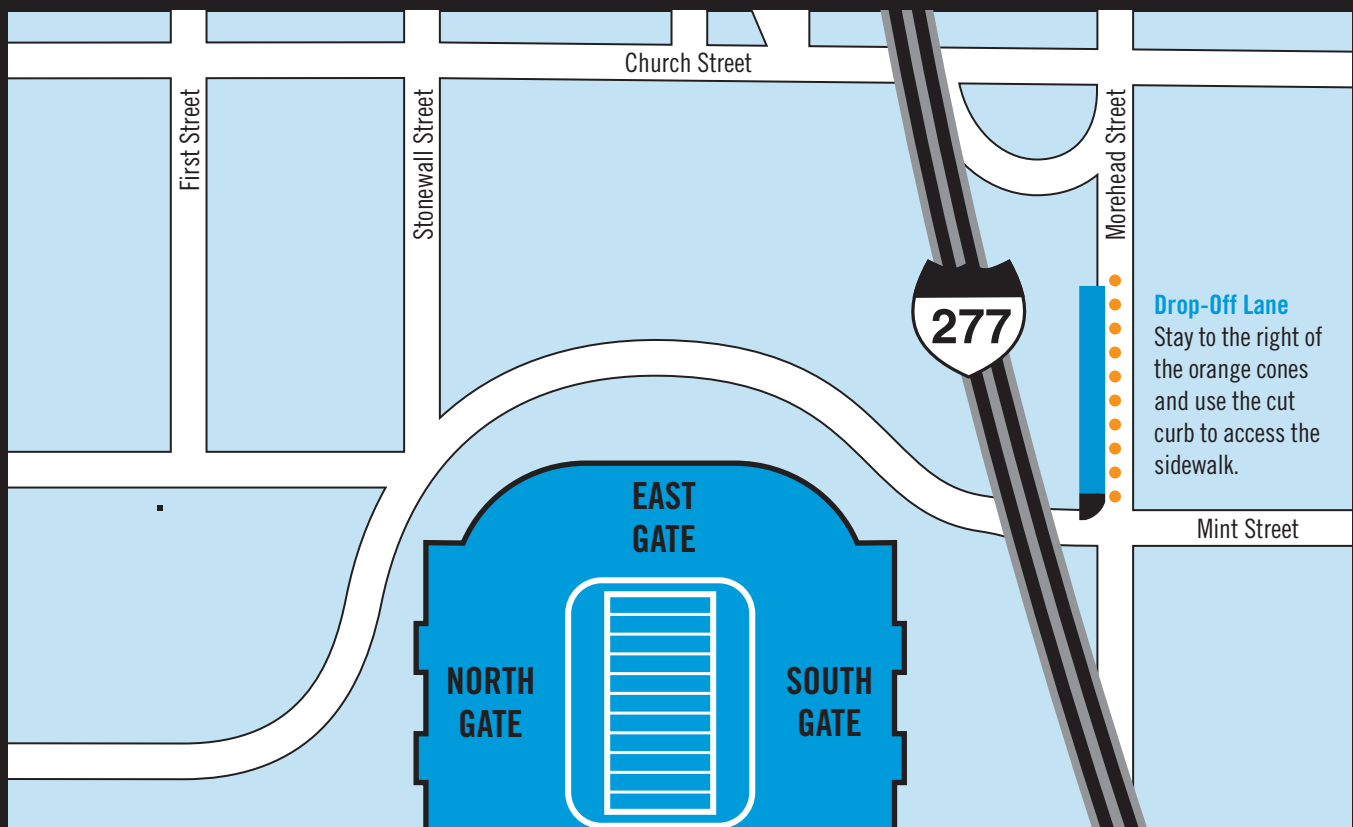 Church Street
First Street
Stonewall Street
Morehead Street
277
Drop-Off Lane
Stay to the right of
the orange cones
and use the cut
curb to access the
sidewalk.
EAST
GATE
Mint Street
NORTH
GATE
SOUTH
GATE